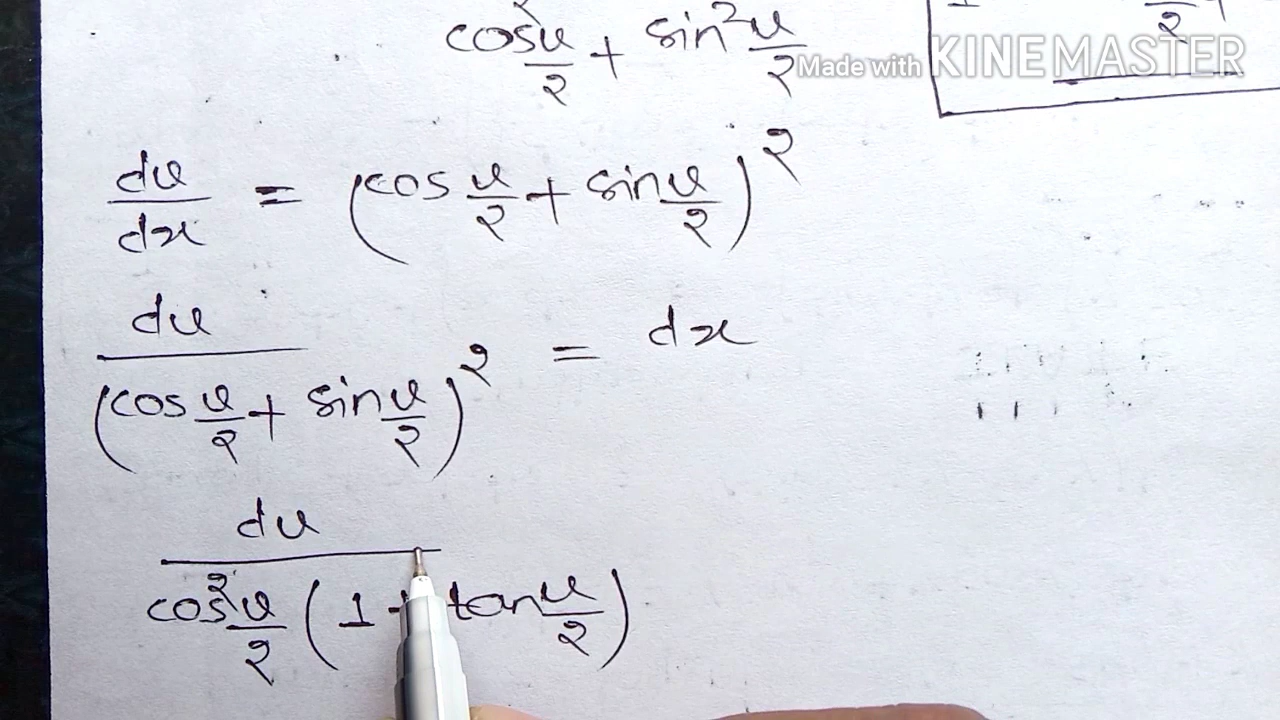 cos²u/2 + sin²u/2
Made with KINEMASTER
du/dx = (cos u/2 + sin u/2)²
du/(cos u/2 + sin u/2)² = dx
du/cos²u/2 (1 + tan u/2)